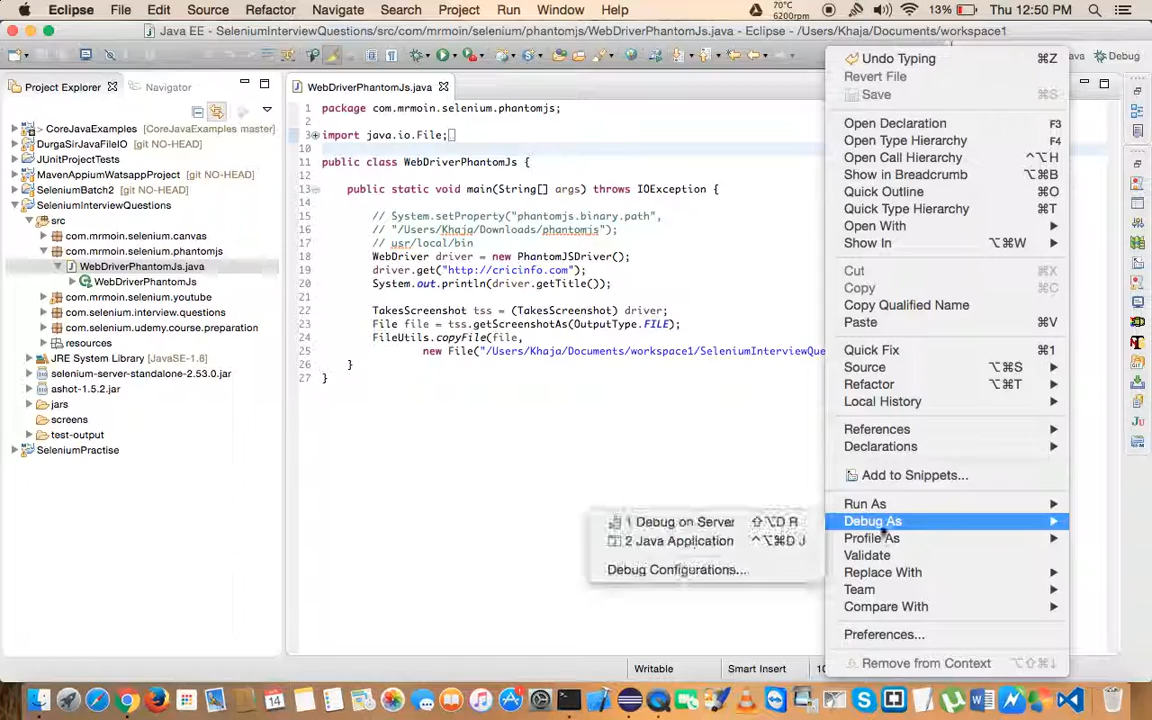 Eclipse File Edit Source Refactor Navigate Search Project Run Window Help 70°C 6200rpm 13% Thu 12:50 PM
Java EE - SeleniumInterviewQuestions/src/com/mrmoin/selenium/phantomjs/WebDriverPhantomJs.java - Eclipse - /Users/Khaja/Documents/workspace1
Debug
Project Explorer Navigator
> CoreJavaExamples [CoreJavaExamples master]
DurgaSirJavaFileIO [git NO-HEAD]
JUnitProjectTests
MavenAppiumWatsappProject [git NO-HEAD]
SeleniumBatch2 [git NO-HEAD]
SeleniumInterviewQuestions
src
com.mrmoin.selenium.canvas
com.mrmoin.selenium.phantomjs
WebDriverPhantomJs.java
WebDriverPhantomJs
com.mrmoin.selenium.youtube
com.selenium.interview.questions
com.selenium.udemy.course.preparation
resources
JRE System Library [JavaSE-1.8]
selenium-server-standalone-2.53.0.jar
ashot-1.5.2.jar
jars
screens
test-output
SeleniumPractise
WebDriverPhantomJs.java
1 package com.mrmoin.selenium.phantomjs;
2
3 import java.io.File;
10
11 public class WebDriverPhantomJs {
12
13 public static void main(String[] args) throws IOException {
14
15 // System.setProperty("phantomjs.binary.path",
16 // "/Users/Khaja/Downloads/phantomjs");
17 // usr/local/bin
18 WebDriver driver = new PhantomJSDriver();
19 driver.get("http://cricinfo.com");
20 System.out.println(driver.getTitle());
21
22 TakesScreenshot tss = (TakesScreenshot) driver;
23 File file = tss.getScreenshotAs(OutputType.FILE);
24 FileUtils.copyFile(file,
25 new File("/Users/Khaja/Documents/workspace1/SeleniumInterviewQue
26 }
27 }
Undo Typing ⌘Z
Revert File
Save ⌘S
Open Declaration F3
Open Type Hierarchy F4
Open Call Hierarchy ^⌥H
Show in Breadcrumb ⌥⌘B
Quick Outline ⌘O
Quick Type Hierarchy ⌘T
Open With
Show In ⌥⌘W
Cut ⌘X
Copy ⌘C
Copy Qualified Name
Paste ⌘V
Quick Fix ⌘1
Source ⌥⌘S
Refactor ⌥⌘T
Local History
References
Declarations
Add to Snippets...
Run As
Debug As
Profile As
Validate
Replace With
Team
Compare With
Preferences...
Remove from Context ⌥⇧⌘↓
1 Debug on Server ⇧⌥D R
2 Java Application ^⌥⌘D J
Debug Configurations...
Writable Smart Insert